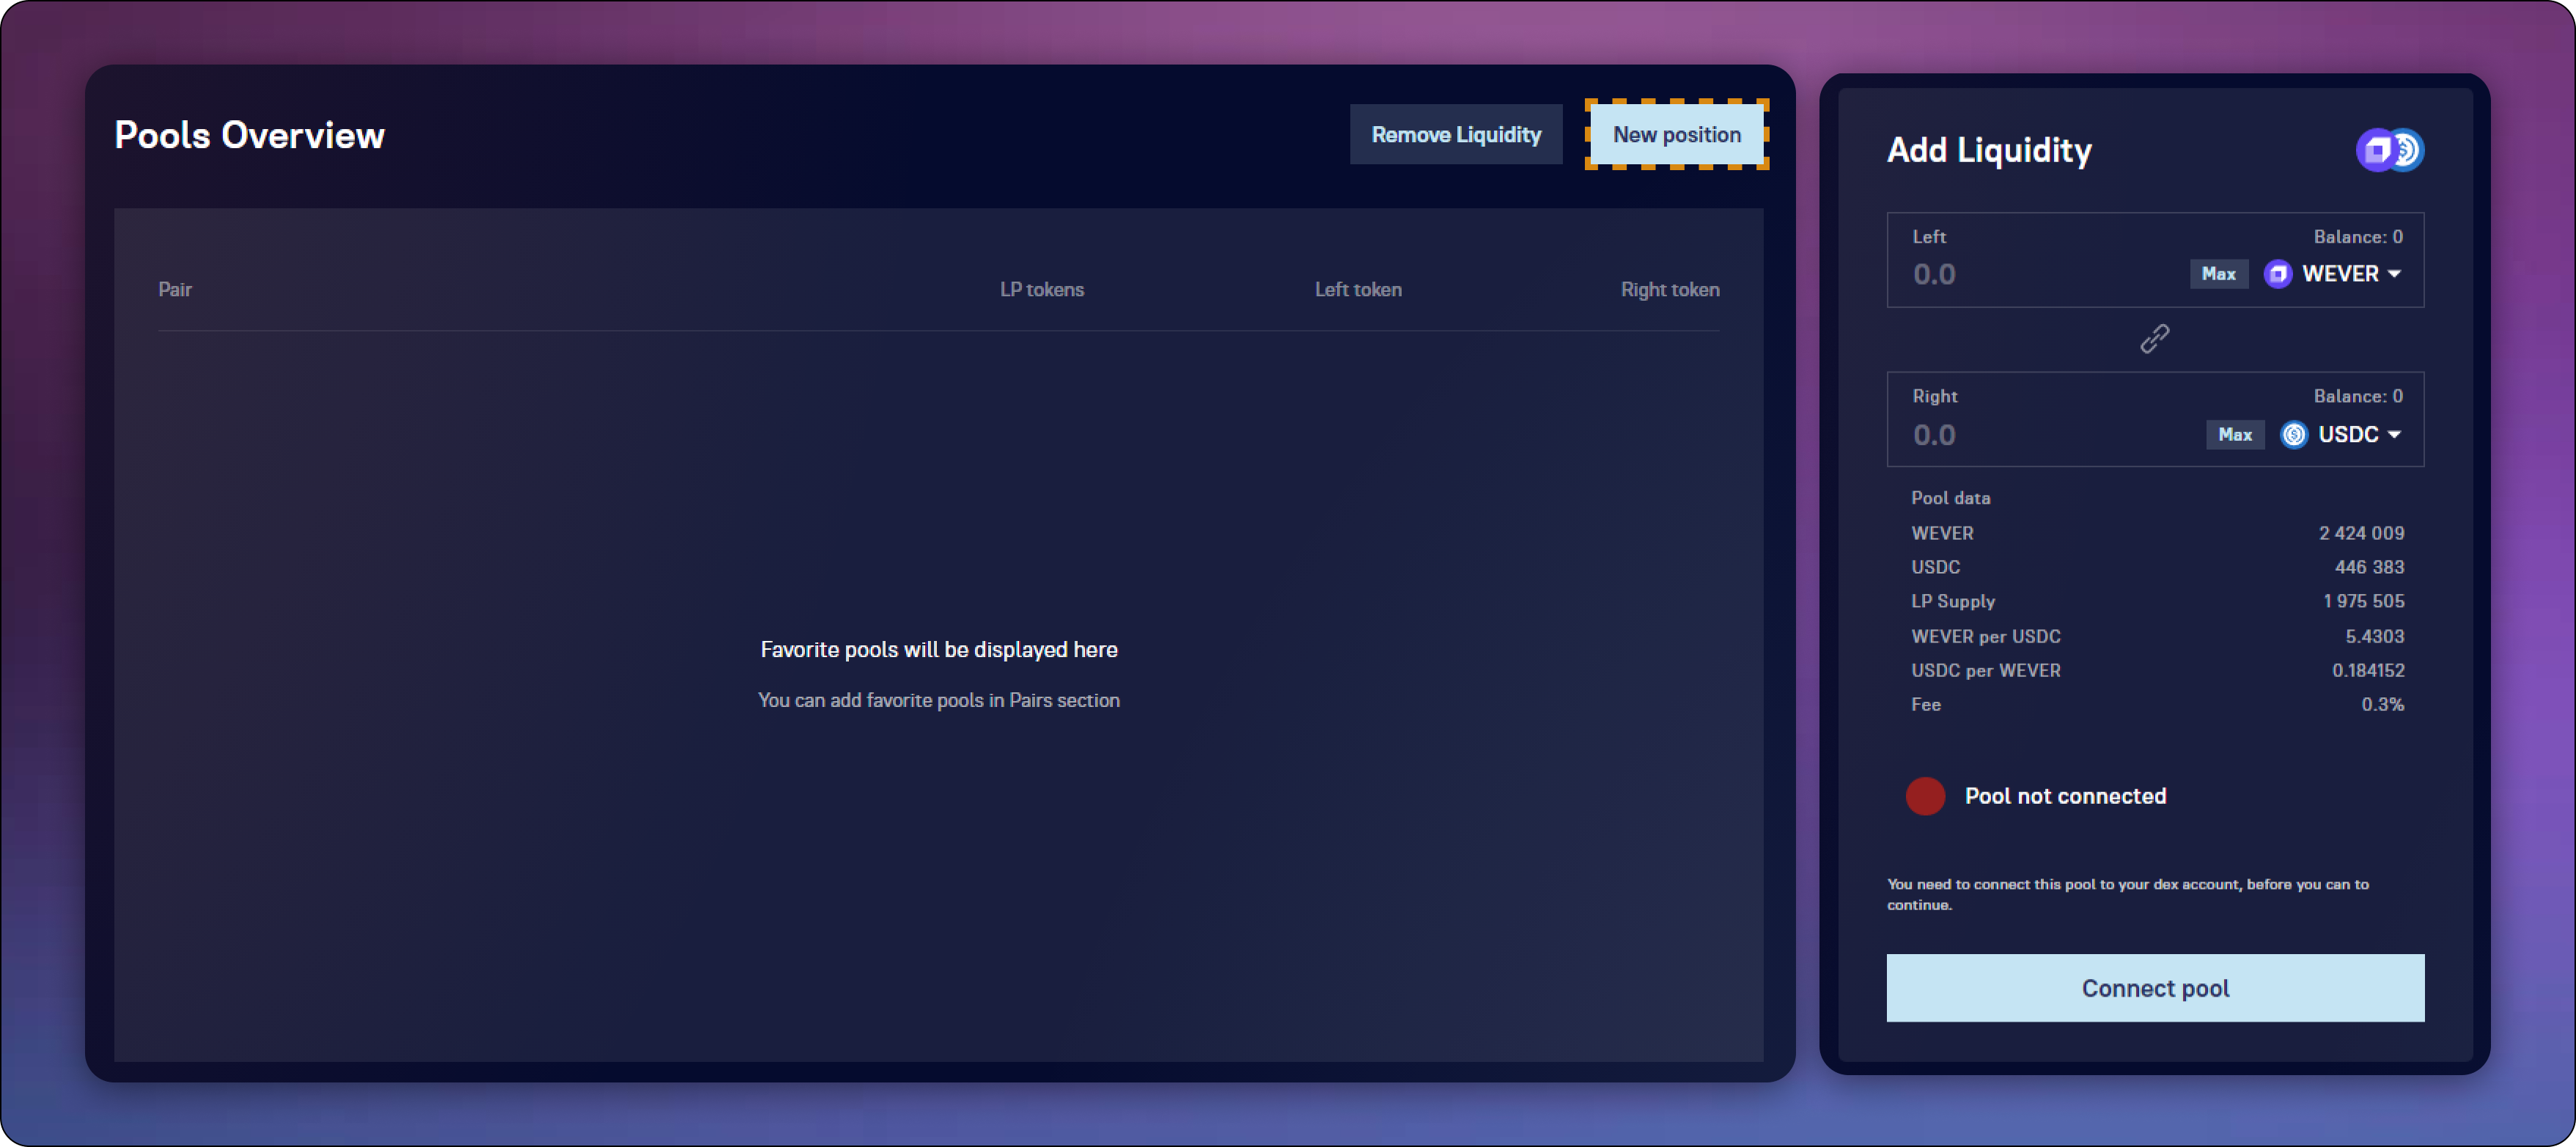 Pools Overview
Remove Liquidity
New position
Pair
LP tokens
Left token
Right token
Favorite pools will be displayed here
You can add favorite pools in Pairs section
Add Liquidity
Left
Balance: 0
0.0
Max
WEVER
Right
Balance: 0
0.0
Max
USDC
Pool data
WEVER 2 424 009
USDC 446 383
LP Supply 1 975 505
WEVER per USDC 5.4303
USDC per WEVER 0.184152
Fee 0.3%
Pool not connected
You need to connect this pool to your dex account, before you can to
continue.
Connect pool